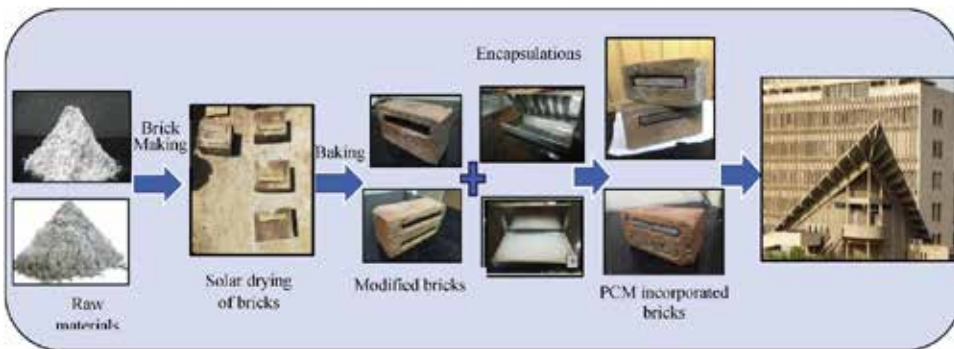 Encapsulations
Brick
Making
Baking
Solar drying
of bricks
Modified bricks
PCM incorporated
bricks
Raw
materials